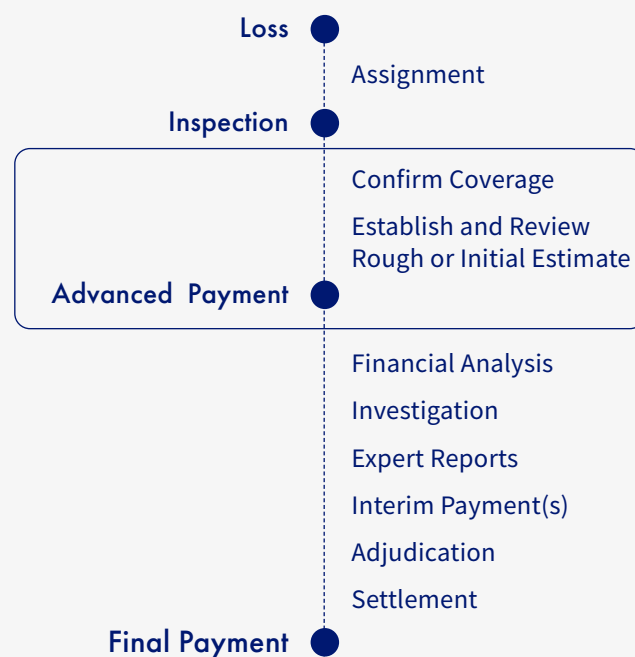 Loss
Assignment
Inspection
Confirm Coverage
Establish and Review
Rough or Initial Estimate
Advanced Payment
Financial Analysis
Investigation
Expert Reports
Interim Payment(s)
Adjudication
Settlement
Final Payment